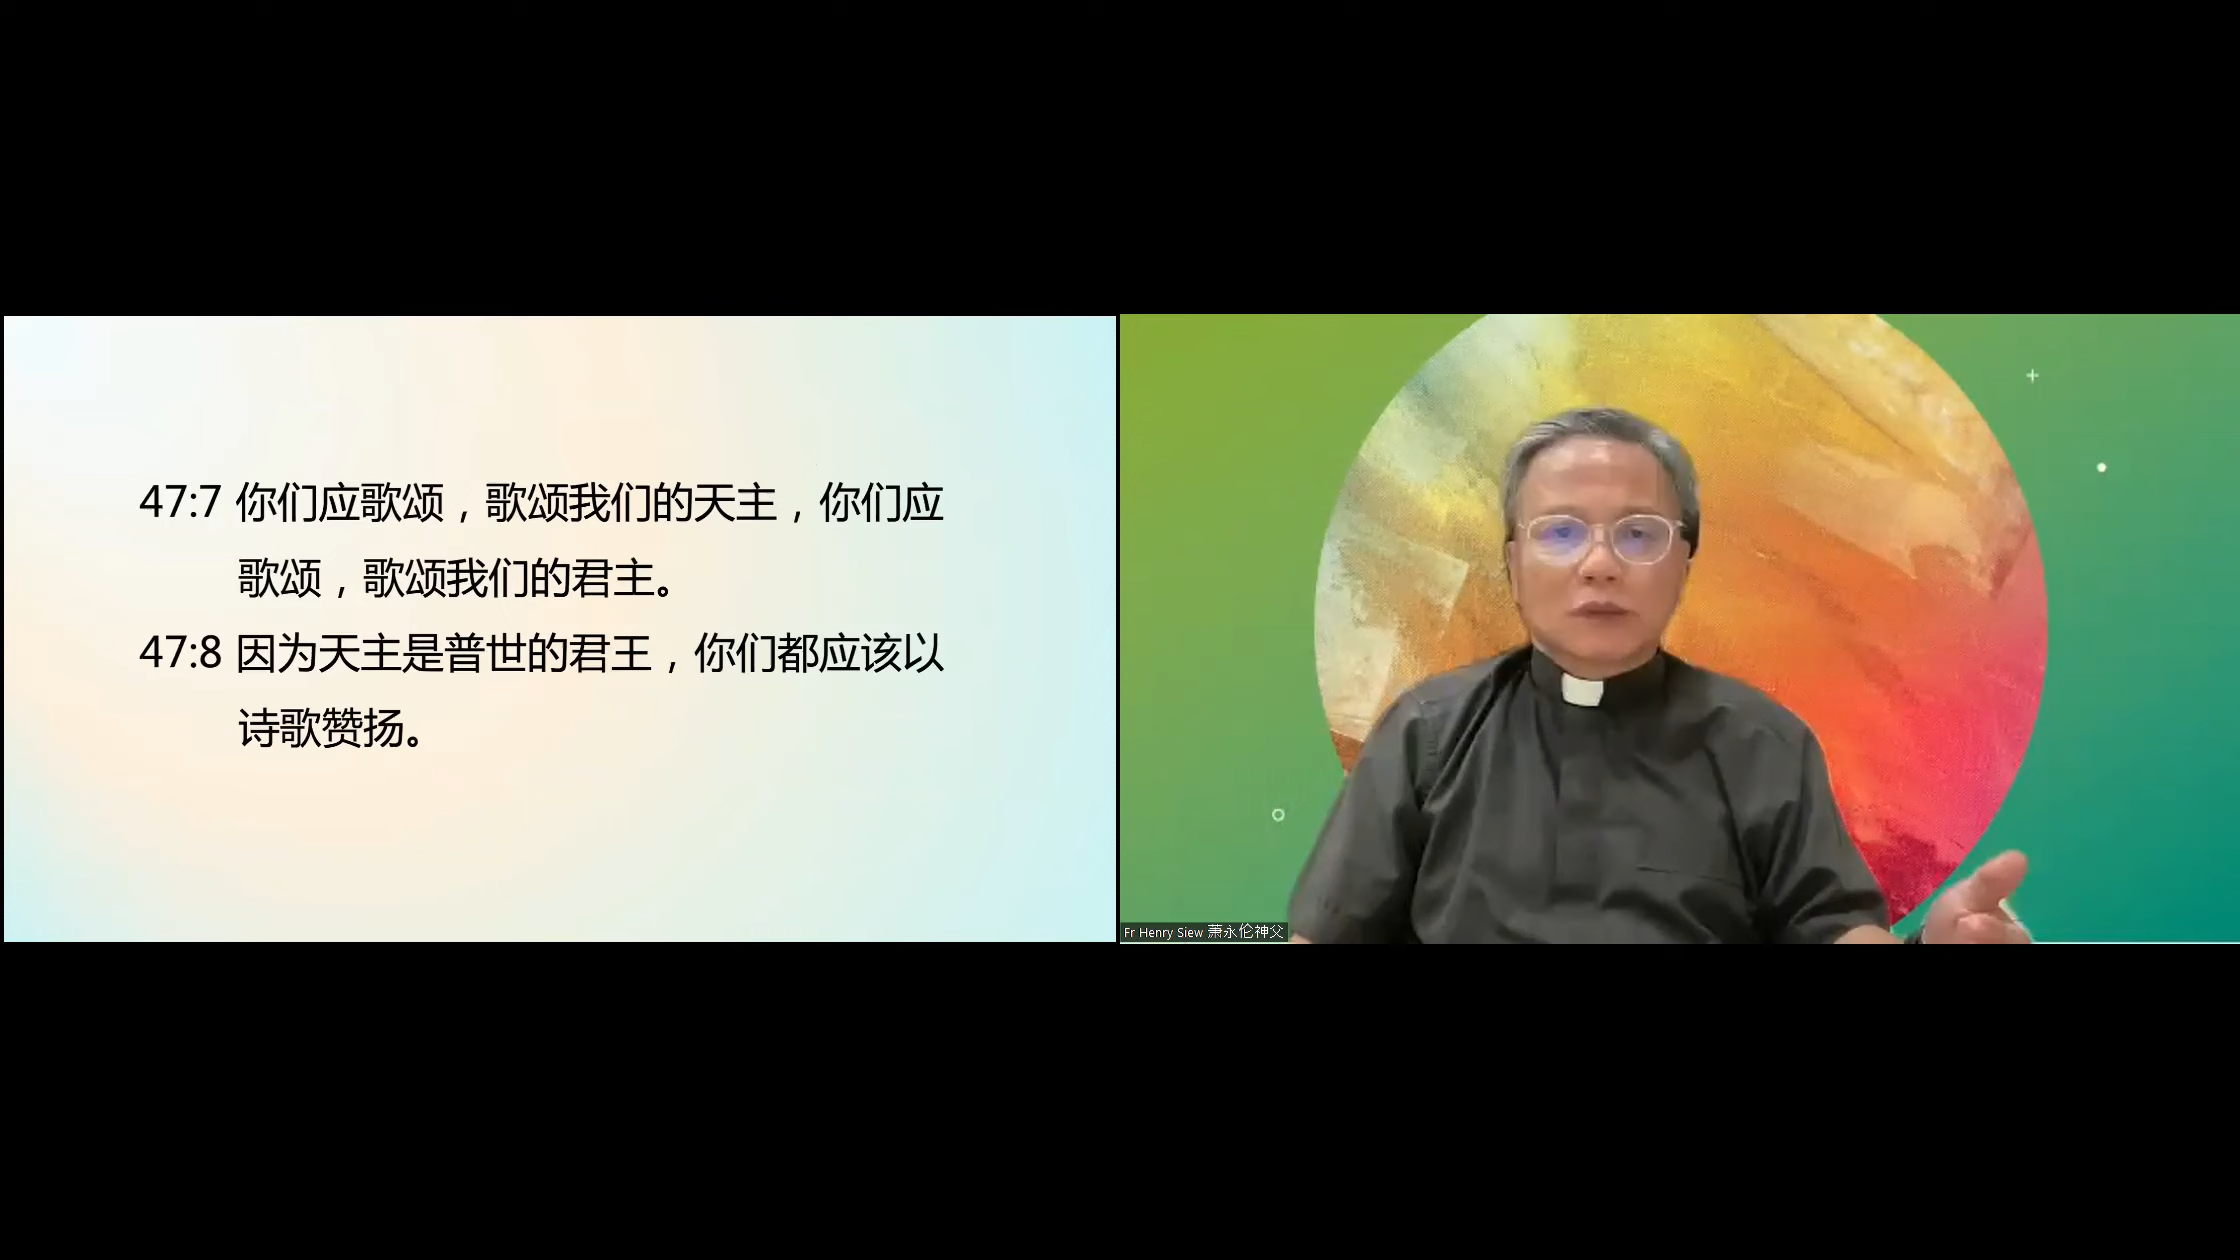 47:7 你们应歌颂，歌颂我们的天主，你们应
歌颂，歌颂我们的君主。
47:8 因为天主是普世的君王，你们都应该以
诗歌赞扬。
Fr Henry Siew 萧永伦神父